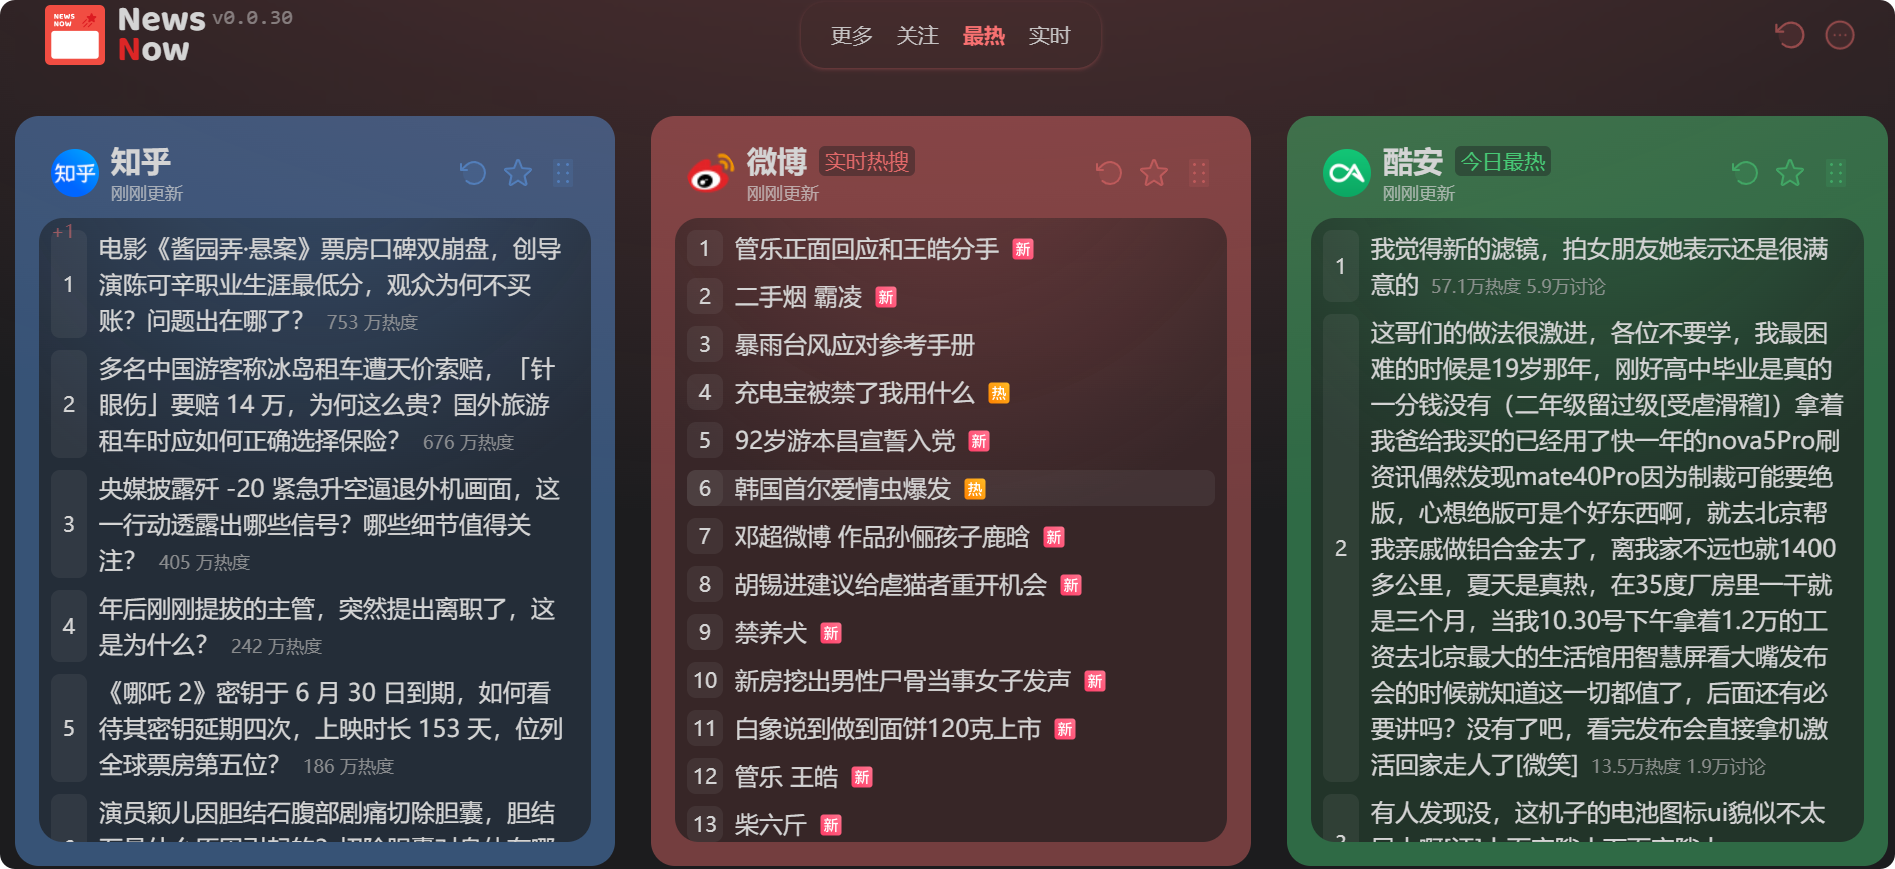 NEWS
NOW
News
Now
v0.0.30
更多 关注 最热 实时
知乎
知乎
刚刚更新
+1
1
电影《酱园弄·悬案》票房口碑双崩盘，创导
演陈可辛职业生涯最低分，观众为何不买
账？问题出在哪了？ 753 万热度
2
多名中国游客称冰岛租车遭天价索赔，「针
眼伤」要赔 14 万，为何这么贵？国外旅游
租车时应如何正确选择保险？ 676 万热度
3
央媒披露歼 -20 紧急升空逼退外机画面，这
一行动透露出哪些信号？哪些细节值得关
注？ 405 万热度
4
年后刚刚提拔的主管，突然提出离职了，这
是为什么？ 242 万热度
5
《哪吒 2》密钥于 6 月 30 日到期，如何看
待其密钥延期四次，上映时长 153 天，位列
全球票房第五位？ 186 万热度
演员颖儿因胆结石腹部剧痛切除胆囊，胆结
微博 实时热搜
刚刚更新
1 管乐正面回应和王皓分手 新
2 二手烟 霸凌 新
3 暴雨台风应对参考手册
4 充电宝被禁了我用什么 热
5 92岁游本昌宣誓入党 新
6 韩国首尔爱情虫爆发 热
7 邓超微博 作品孙俪孩子鹿晗 新
8 胡锡进建议给虐猫者重开机会 新
9 禁养犬 新
10 新房挖出男性尸骨当事女子发声 新
11 白象说到做到面饼120克上市 新
12 管乐 王皓 新
13 柴六斤 新
酷安 今日最热
刚刚更新
1
我觉得新的滤镜，拍女朋友她表示还是很满
意的 57.1万热度 5.9万讨论
2
这哥们的做法很激进，各位不要学，我最困
难的时候是19岁那年，刚好高中毕业是真的
一分钱没有（二年级留过级[受虐滑稽]）拿着
我爸给我买的已经用了快一年的nova5Pro刷
资讯偶然发现mate40Pro因为制裁可能要绝
版，心想绝版可是个好东西啊，就去北京帮
我亲戚做铝合金去了，离我家不远也就1400
多公里，夏天是真热，在35度厂房里一干就
是三个月，当我10.30号下午拿着1.2万的工
资去北京最大的生活馆用智慧屏看大嘴发布
会的时候就知道这一切都值了，后面还有必
要讲吗？没有了吧，看完发布会直接拿机激
活回家走人了[微笑] 13.5万热度 1.9万讨论
有人发现没，这机子的电池图标ui貌似不太